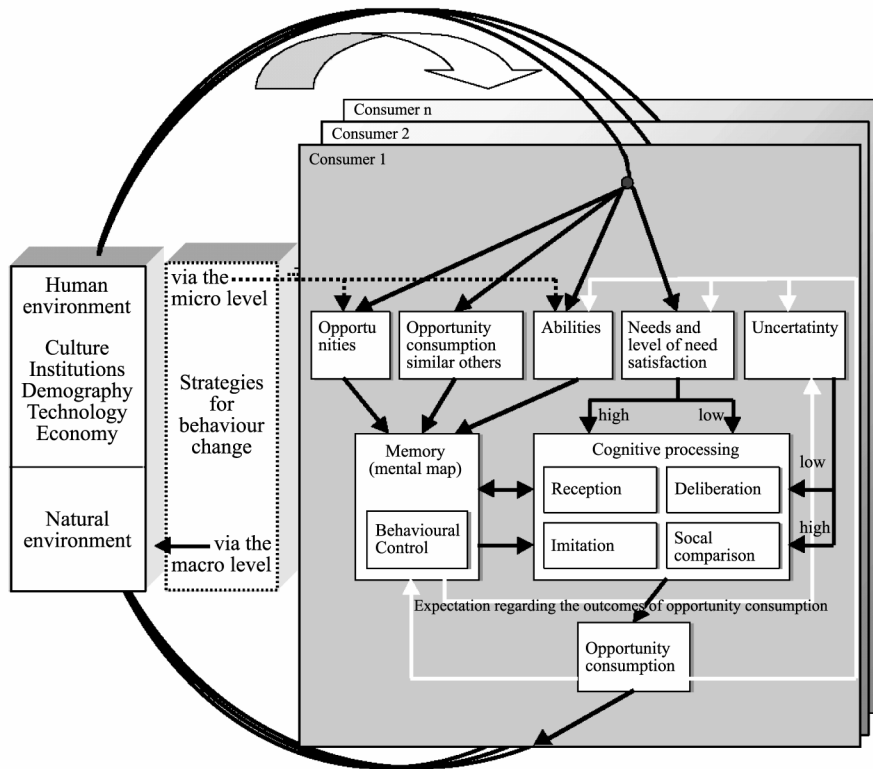 Consumer n
Consumer 2
Consumer 1
Human
environment
Culture
Institutions
Demography
Technology
Economy
Natural
environment
via the
micro level
Strategies
for
behaviour
change
via the
macro level
Opportu
nities
Opportunity
consumption
similar others
Abilities
Needs and
level of need
satisfaction
Uncertatinty
high
low
Memory
(mental map)
Behavioural
Control
Cognitive processing
Reception
Deliberation
Imitation
Socal
comparison
low
high
Expectation regarding the outcomes of opportunity consumption
Opportunity
consumption